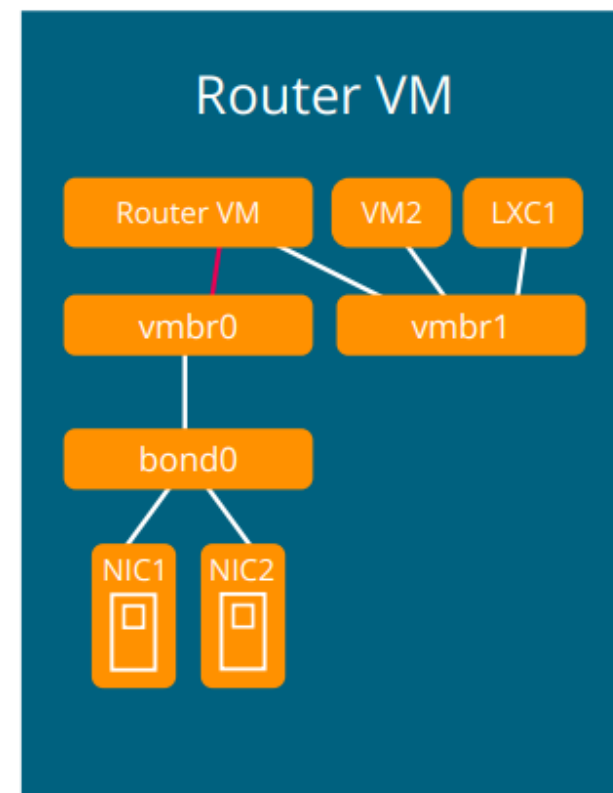 Router VM
Router VM
VM2
LXC1
vmbr0
vmbr1
bond0
NIC1
NIC2